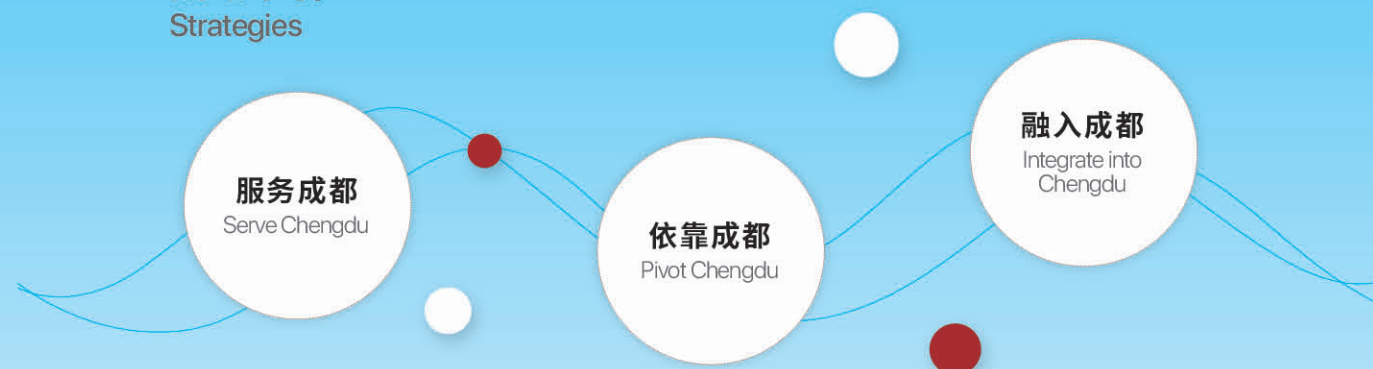 Strategies
服务成都
Serve Chengdu
依靠成都
Pivot Chengdu
融入成都
Integrate into
Chengdu